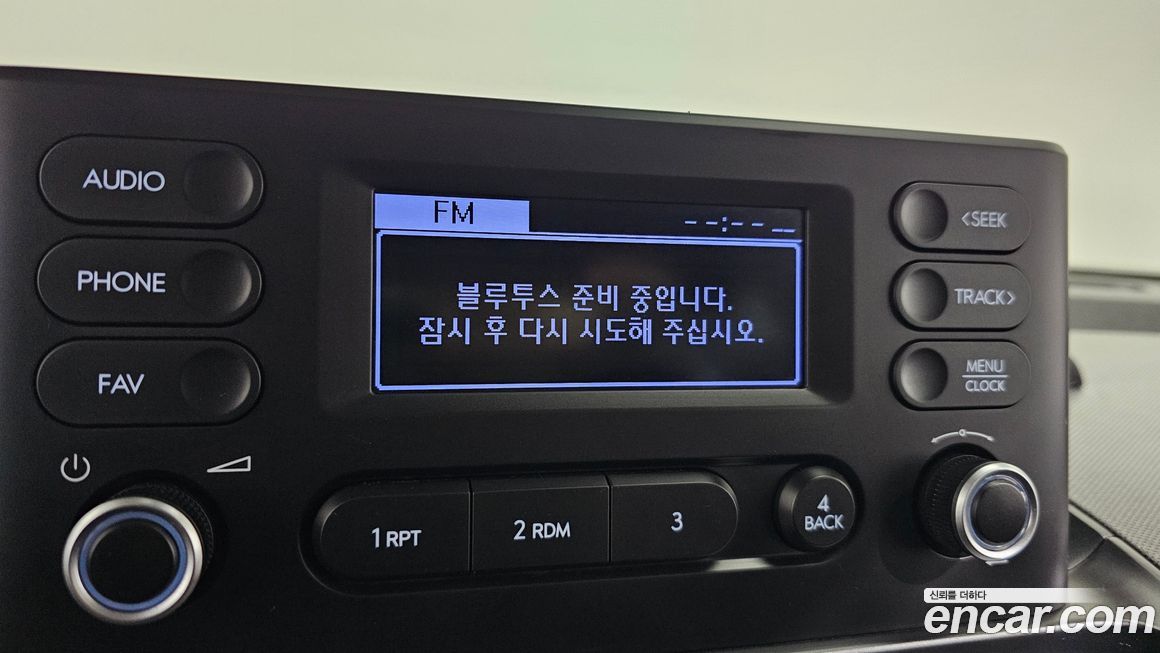 AUDIO
PHONE
FAV
FM --:-- __
블루투스 준비 중입니다.
잠시 후 다시 시도해 주십시오.
<SEEK
TRACK>
MENU
CLOCK
1 RPT
2 RDM
3
4
BACK
신뢰를 더하다
encar.com